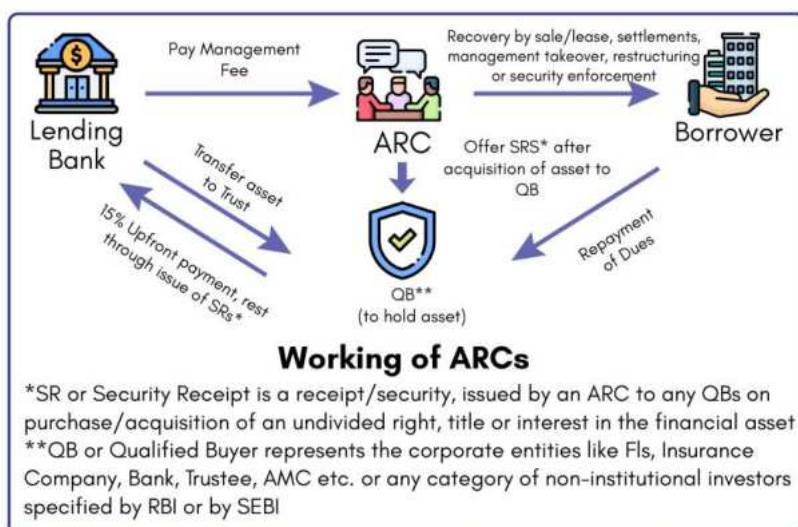 Pay Management
Fee
Recovery by sale/lease, settlements,
management takeover, restructuring
or security enforcement
Lending
Bank
ARC
Borrower
Transfer asset
to Trust
Offer SRS* after
acquisition of asset to
QB
15% Upfront payment, rest
through issue of SRs*
Repayment
of Dues
QB**
(to hold asset)
Working of ARCs
*SR or Security Receipt is a receipt/security, issued by an ARC to any QBs on
purchase/acquisition of an undivided right, title or interest in the financial asset
**QB or Qualified Buyer represents the corporate entities like FIs, Insurance
Company, Bank, Trustee, AMC etc. or any category of non-institutional investors
specified by RBI or by SEBI